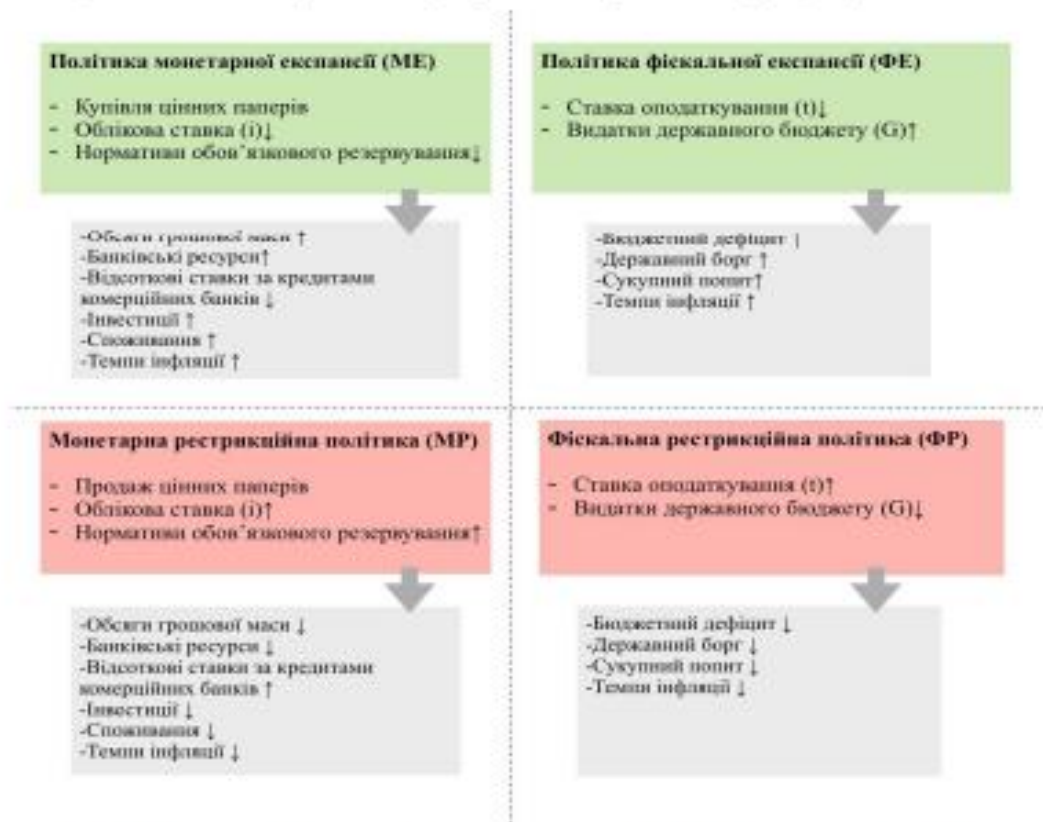 Політика монетарної експансії (МЕ)
- Купівля цінних паперів
- Облікова ставка (і)↓
- Нормативи обов’язкового резервування↓
-Обсяги грошової маси ↑
-Банківські ресурси↑
-Відсоткові ставки за кредитами
комерційних банків ↓
-Інвестиції ↑
-Споживання ↑
-Темпи інфляції ↑
Політика фіскальної експансії (ФЕ)
- Ставка оподаткування (t)↓
- Видатки державного бюджету (G)↑
-Бюджетний дефіцит
-Державний борг ↑
-Сукупний попит↑
-Темпи інфляції ↑
Монетарна рестрикційна політика (МР)
- Продаж цінних паперів
- Облікова ставка (і)↑
- Нормативи обов’язкового резервування↑
-Обсяги грошової маси ↓
-Банківські ресурси ↓
-Відсоткові ставки за кредитами
комерційних банків ↑
-Інвестиції ↓
-Споживання ↓
-Темпи інфляції ↓
Фіскальна рестрикційна політика (ФР)
- Ставка оподаткування (t)↑
- Видатки державного бюджету (G)↓
-Бюджетний дефіцит ↓
-Державний борг ↓
-Сукупний попит ↓
-Темпи інфляції ↓